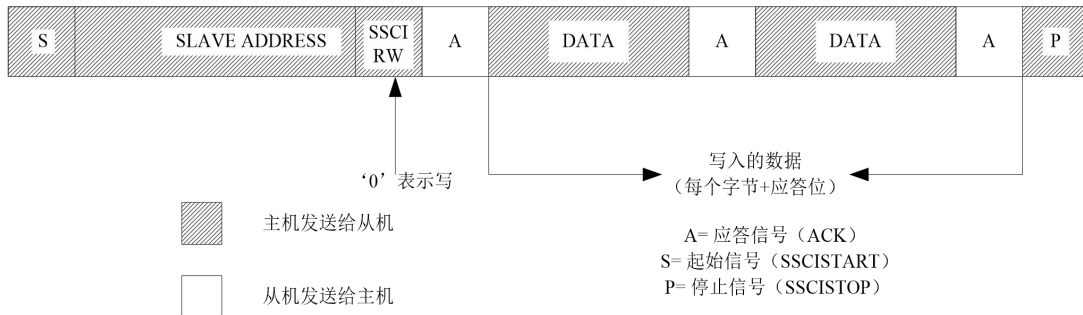 S SLAVE ADDRESS SSCI RW A DATA A DATA A P
‘0’表示写
写入的数据
（每个字节+应答位）
主机发送给从机
A= 应答信号（ACK）
S= 起始信号（SSCISTART）
P= 停止信号（SSCISTOP）
从机发送给主机